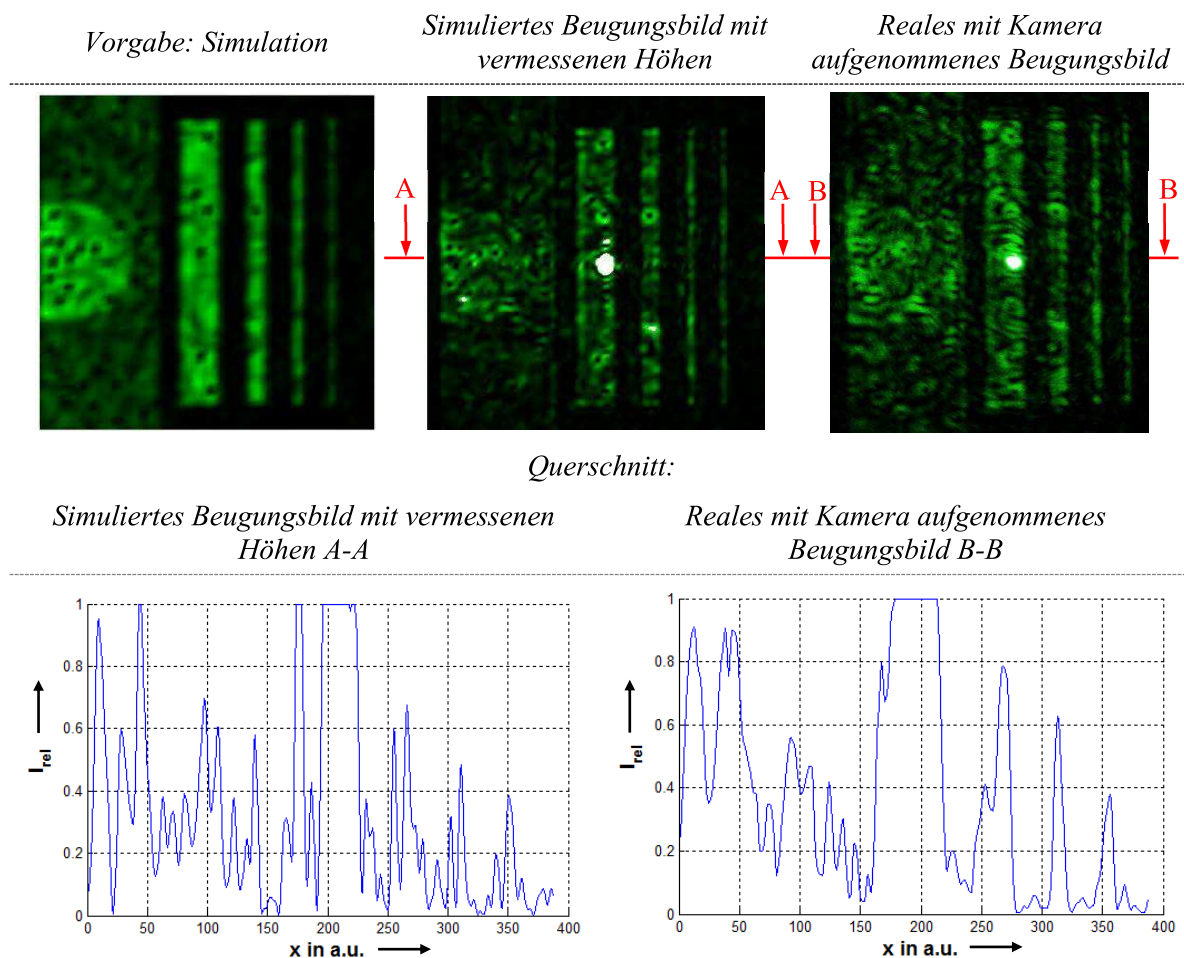 Vorgabe: Simulation
Simuliertes Beugungsbild mit
vermessenen Höhen
Reales mit Kamera
aufgenommenes Beugungsbild
A
A
B
B
Querschnitt:
Simuliertes Beugungsbild mit vermessenen
Höhen A-A
Reales mit Kamera aufgenommenes
Beugungsbild B-B
1
0.8
0.6
0.4
0.2
0
I_rel
0 50 100 150 200 250 300 350 400
x in a.u.
1
0.8
0.6
0.4
0.2
0
I_rel
0 50 100 150 200 250 300 350 400
x in a.u.